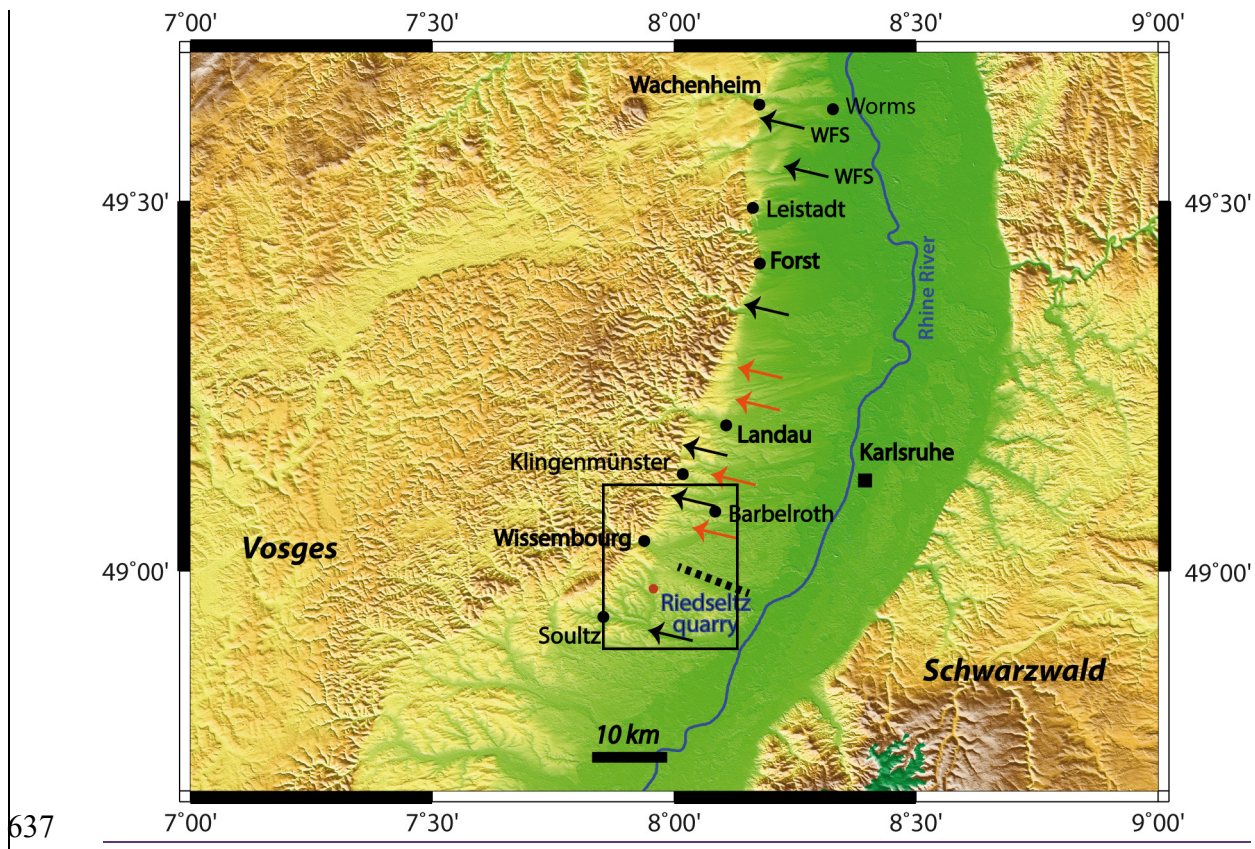 7°00' 7°30' 8°00' 8°30' 9°00'
Wachenheim
Worms
WFS
WFS
49°30' 49°30'
Leistadt
Forst
Rhine River
Landau
Karlsruhe
Klingenmünster
Barbelroth
Wissembourg
Vosges
49°00' 49°00'
Riedseltz
quarry
Soultz
Schwarzwald
10 km
637
7°00' 7°30' 8°00' 8°30' 9°00'